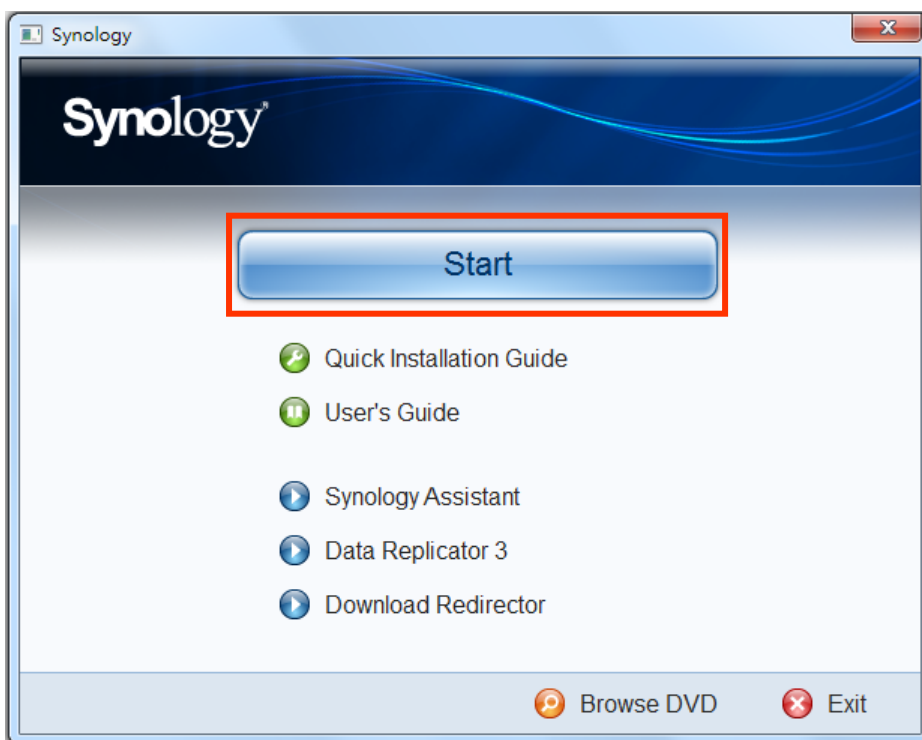 Synology
Synology
Start
Quick Installation Guide
User's Guide
Synology Assistant
Data Replicator 3
Download Redirector
Browse DVD
Exit